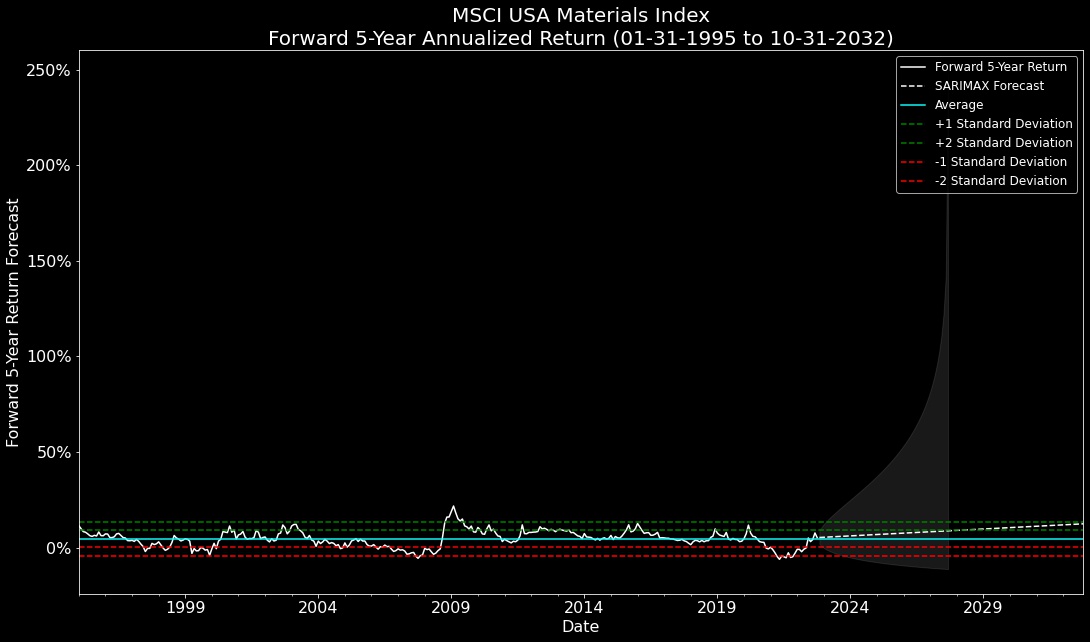 MSCI USA Materials Index
Forward 5-Year Annualized Return (01-31-1995 to 10-31-2032)
250%
200%
150%
100%
50%
0%
Forward 5-Year Return Forecast
Forward 5-Year Return
SARIMAX Forecast
Average
+1 Standard Deviation
+2 Standard Deviation
-1 Standard Deviation
-2 Standard Deviation
1999 2004 2009 2014 2019 2024 2029
Date